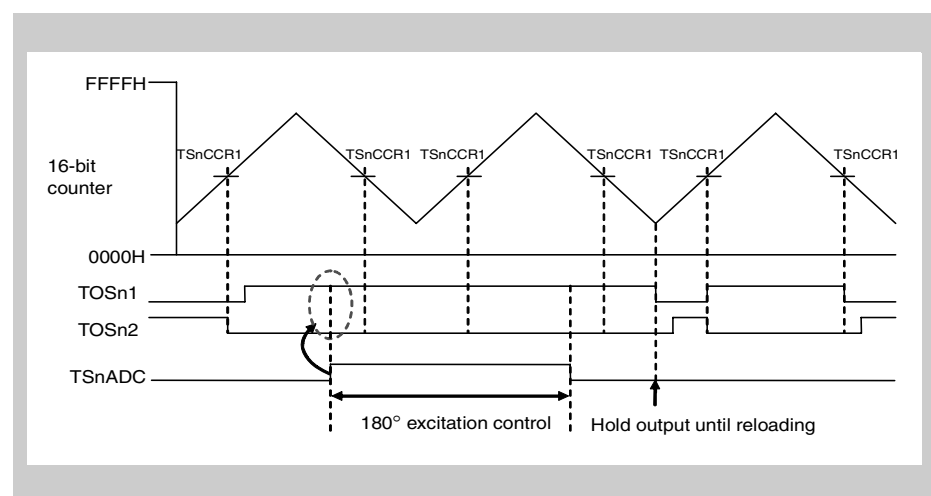 FFFFH
TSnCCR1 TSnCCR1 TSnCCR1 TSnCCR1 TSnCCR1 TSnCCR1
16-bit
counter
0000H
TOSn1
TOSn2
TSnADC
180° excitation control
Hold output until reloading